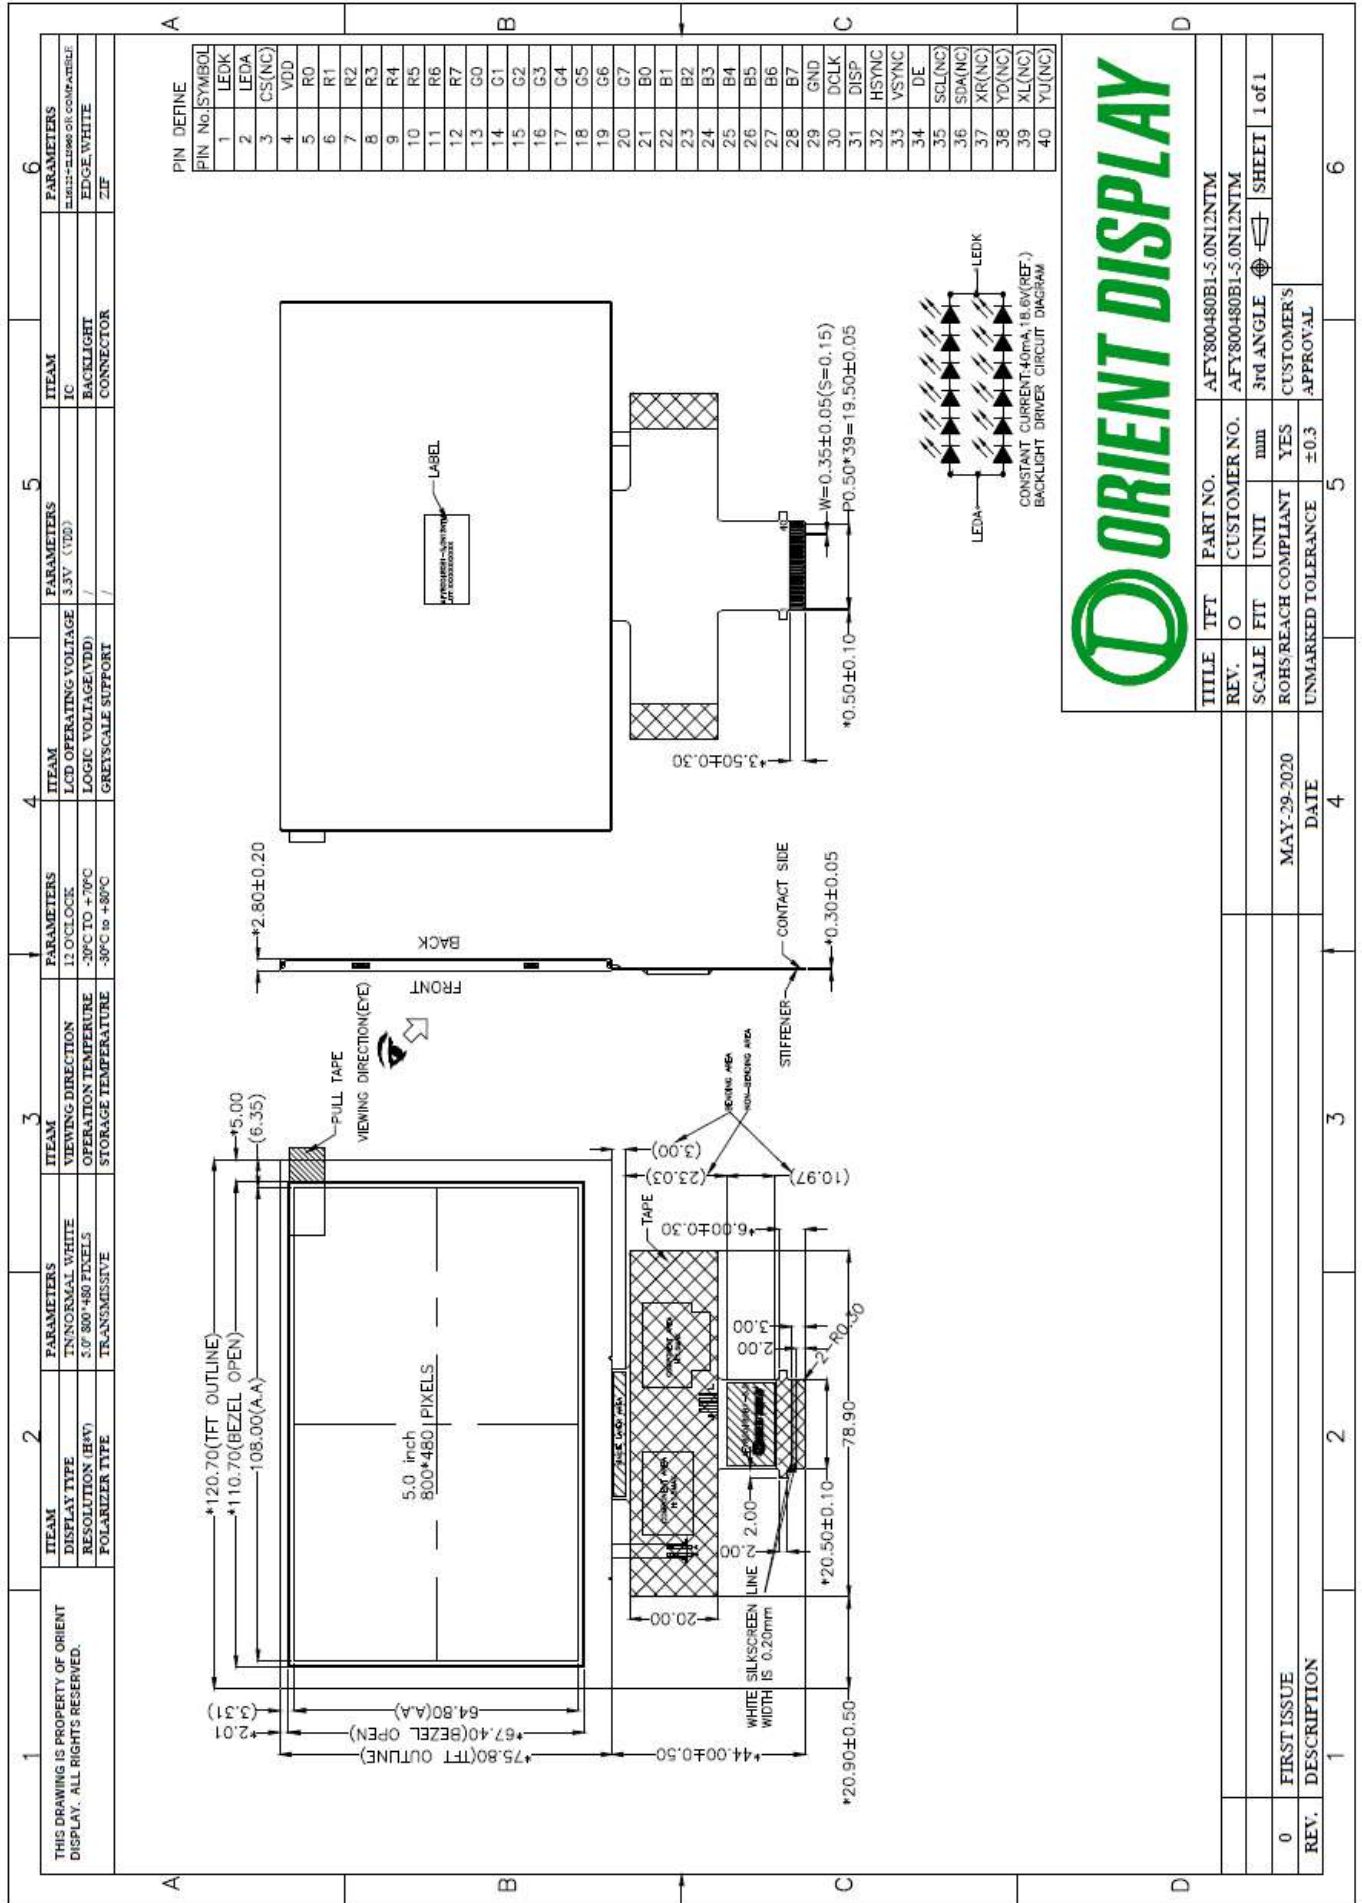 THIS DRAWING IS PROPERTY OF ORIENT
DISPLAY. ALL RIGHTS RESERVED.
ITEAM PARAMETERS ITEAM PARAMETERS ITEAM PARAMETERS ITEAM PARAMETERS
DISPLAY TYPE TN/NORMAL WHITE VIEWING DIRECTION 12 O'CLOCK LCD OPERATING VOLTAGE 3.3V (VDD) IC
RESOLUTION (H*V) 5.0" 800*480 PIXELS OPERATION TEMPERURE -20°C TO +70°C LOGIC VOLTAGE(VDD) / BACKLIGHT EDGE,WHITE
POLARIZER TYPE TRANSMISSIVE STORAGE TEMPERATURE -30°C to +80°C GREYSCALE SUPPORT / CONNECTOR ZIF
1 2 3 4 5 6
A
B
C
D
*120.70(TFT OUTLINE)
*110.70(BEZEL OPEN)
108.00(A.A)
*5.00
(6.35)
(3.31)
*2.01
64.80(A.A)
*67.40(BEZEL OPEN)
*75.80(TFT OUTLINE)
*44.00±0.50
5.0 inch
800*480 PIXELS
PULL TAPE
VIEWING DIRECTION(EYE)
TAPE
(3.00)
(23.03)
(10.97)
BENDING AREA
NON-BENDING AREA
*6.00±0.30
3.00
2.00
2-R0.30
20.00
2.00
2.00
WHITE SILKSCREEN LINE
WIDTH IS 0.20mm
*20.50±0.10
78.90
*20.90±0.50
*2.80±0.20
FRONT
BACK
STIFFENER
CONTACT SIDE
*0.30±0.05
LABEL
40
*3.50±0.30
*0.50±0.10
W=0.35±0.05(S=0.15)
P0.50*39=19.50±0.05
PIN DEFINE
PIN No. SYMBOL
1 LEDK
2 LEDA
3 CS(NC)
4 VDD
5 R0
6 R1
7 R2
8 R3
9 R4
10 R5
11 R6
12 R7
13 G0
14 G1
15 G2
16 G3
17 G4
18 G5
19 G6
20 G7
21 B0
22 B1
23 B2
24 B3
25 B4
26 B5
27 B6
28 B7
29 GND
30 DCLK
31 DISP
32 HSYNC
33 VSYNC
34 DE
35 SCL(NC)
36 SDA(NC)
37 XR(NC)
38 YD(NC)
39 XL(NC)
40 YU(NC)
LEDA
LEDK
CONSTANT CURRENT:40mA,18.6V(REF.)
BACKLIGHT DRIVER CIRCUIT DIAGRAM
ORIENT DISPLAY
TITLE TFT PART NO. AFY800480B1-5.0N12NTM
REV. O CUSTOMER NO. AFY800480B1-5.0N12NTM
SCALE FIT UNIT mm 3rd ANGLE SHEET 1 of 1
ROHS/REACH COMPLIANT YES CUSTOMER'S
APPROVAL
UNMARKED TOLERANCE ±0.3
0 FIRST ISSUE MAY-29-2020
REV. DESCRIPTION DATE
1 2 3 4 5 6
A
B
C
D